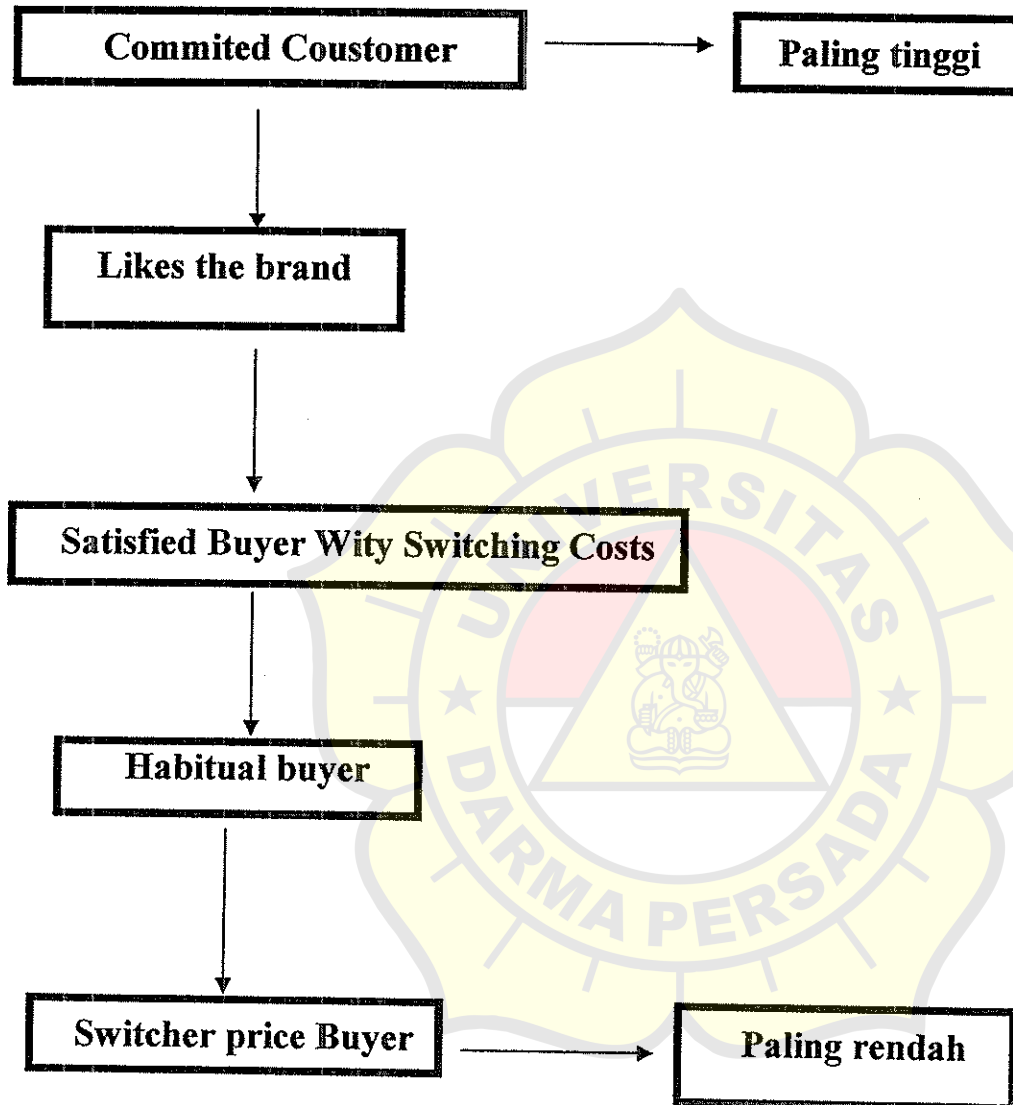 Commited Coustomer
Paling tinggi
Likes the brand
Satisfied Buyer Wity Switching Costs
Habitual buyer
Switcher price Buyer
Paling rendah
UNIVERSITAS
DARMA PERSADA